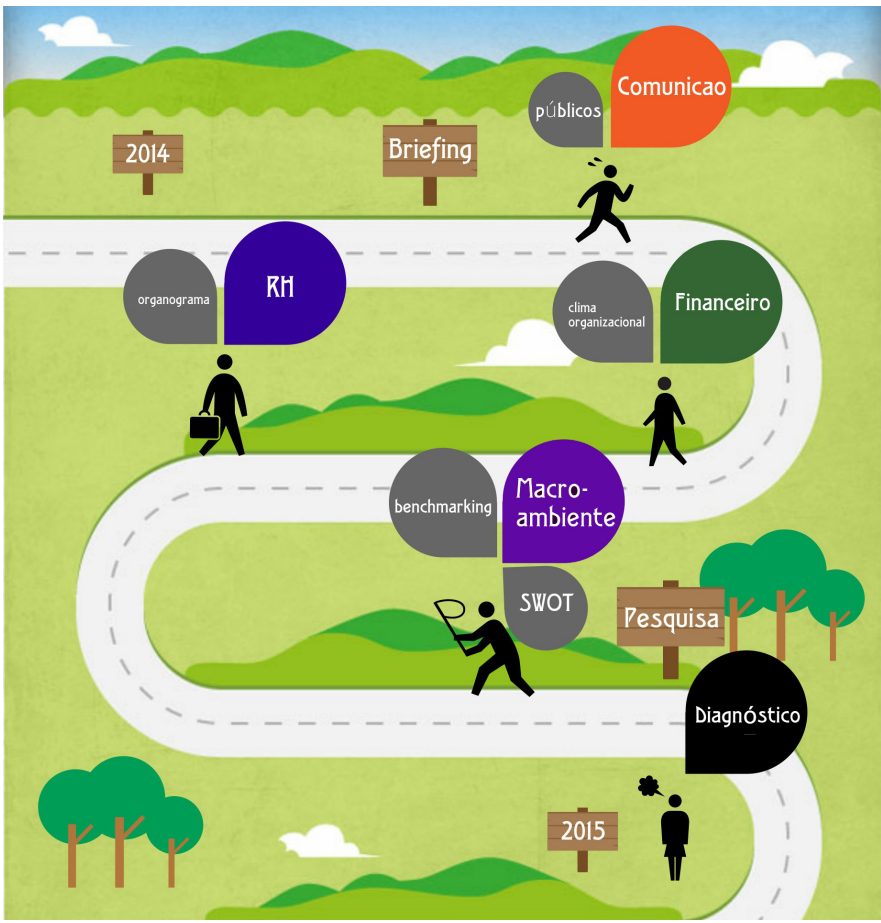 Comunicao
públicos
2014
Briefing
RH
organograma
clima
organizacional
Financeiro
benchmarking
Macro-
ambiente
SWOT
Pesquisa
Diagnóstico
2015